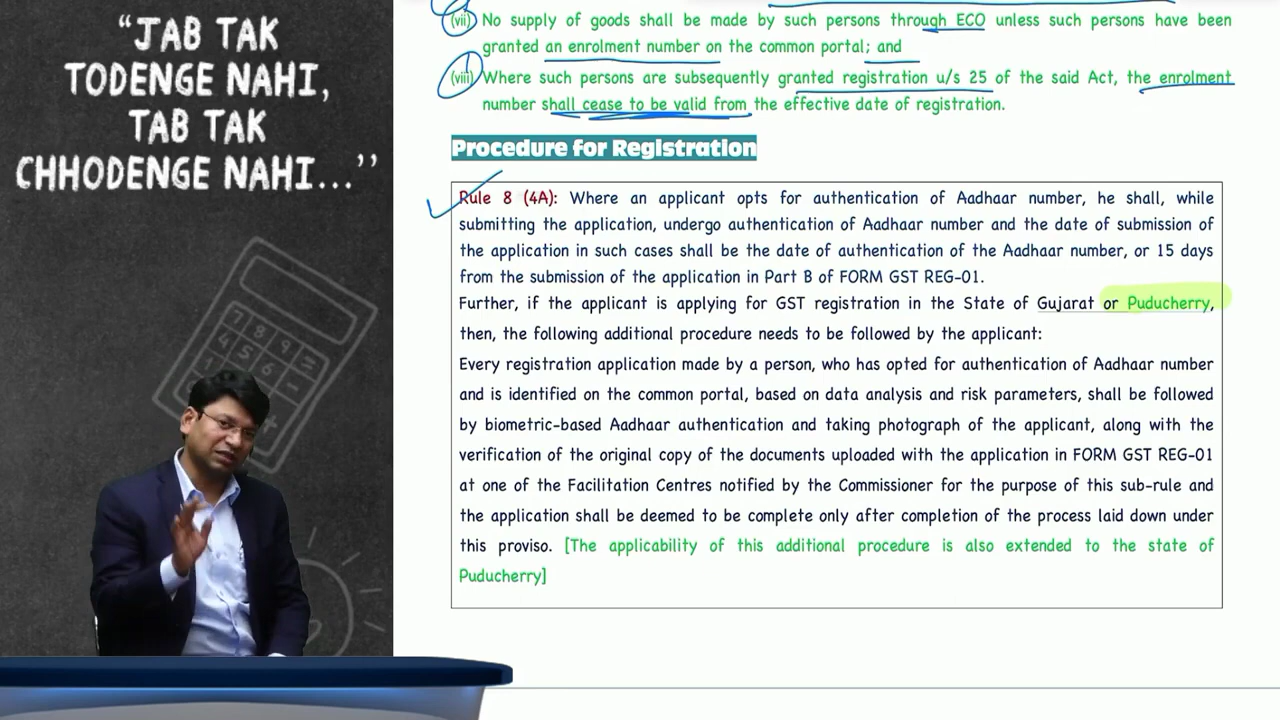 “JAB TAK
TODENGE NAHI,
TAB TAK
CHHODENGE NAHI...’’
(vii) No supply of goods shall be made by such persons through ECO unless such persons have been
granted an enrolment number on the common portal; and
(viii) Where such persons are subsequently granted registration u/s 25 of the said Act, the enrolment
number shall cease to be valid from the effective date of registration.
Procedure for Registration
Rule 8 (4A): Where an applicant opts for authentication of Aadhaar number, he shall, while
submitting the application, undergo authentication of Aadhaar number and the date of submission of
the application in such cases shall be the date of authentication of the Aadhaar number, or 15 days
from the submission of the application in Part B of FORM GST REG-01.
Further, if the applicant is applying for GST registration in the State of Gujarat or Puducherry,
then, the following additional procedure needs to be followed by the applicant:
Every registration application made by a person, who has opted for authentication of Aadhaar number
and is identified on the common portal, based on data analysis and risk parameters, shall be followed
by biometric-based Aadhaar authentication and taking photograph of the applicant, along with the
verification of the original copy of the documents uploaded with the application in FORM GST REG-01
at one of the Facilitation Centres notified by the Commissioner for the purpose of this sub-rule and
the application shall be deemed to be complete only after completion of the process laid down under
this proviso. [The applicability of this additional procedure is also extended to the state of
Puducherry]